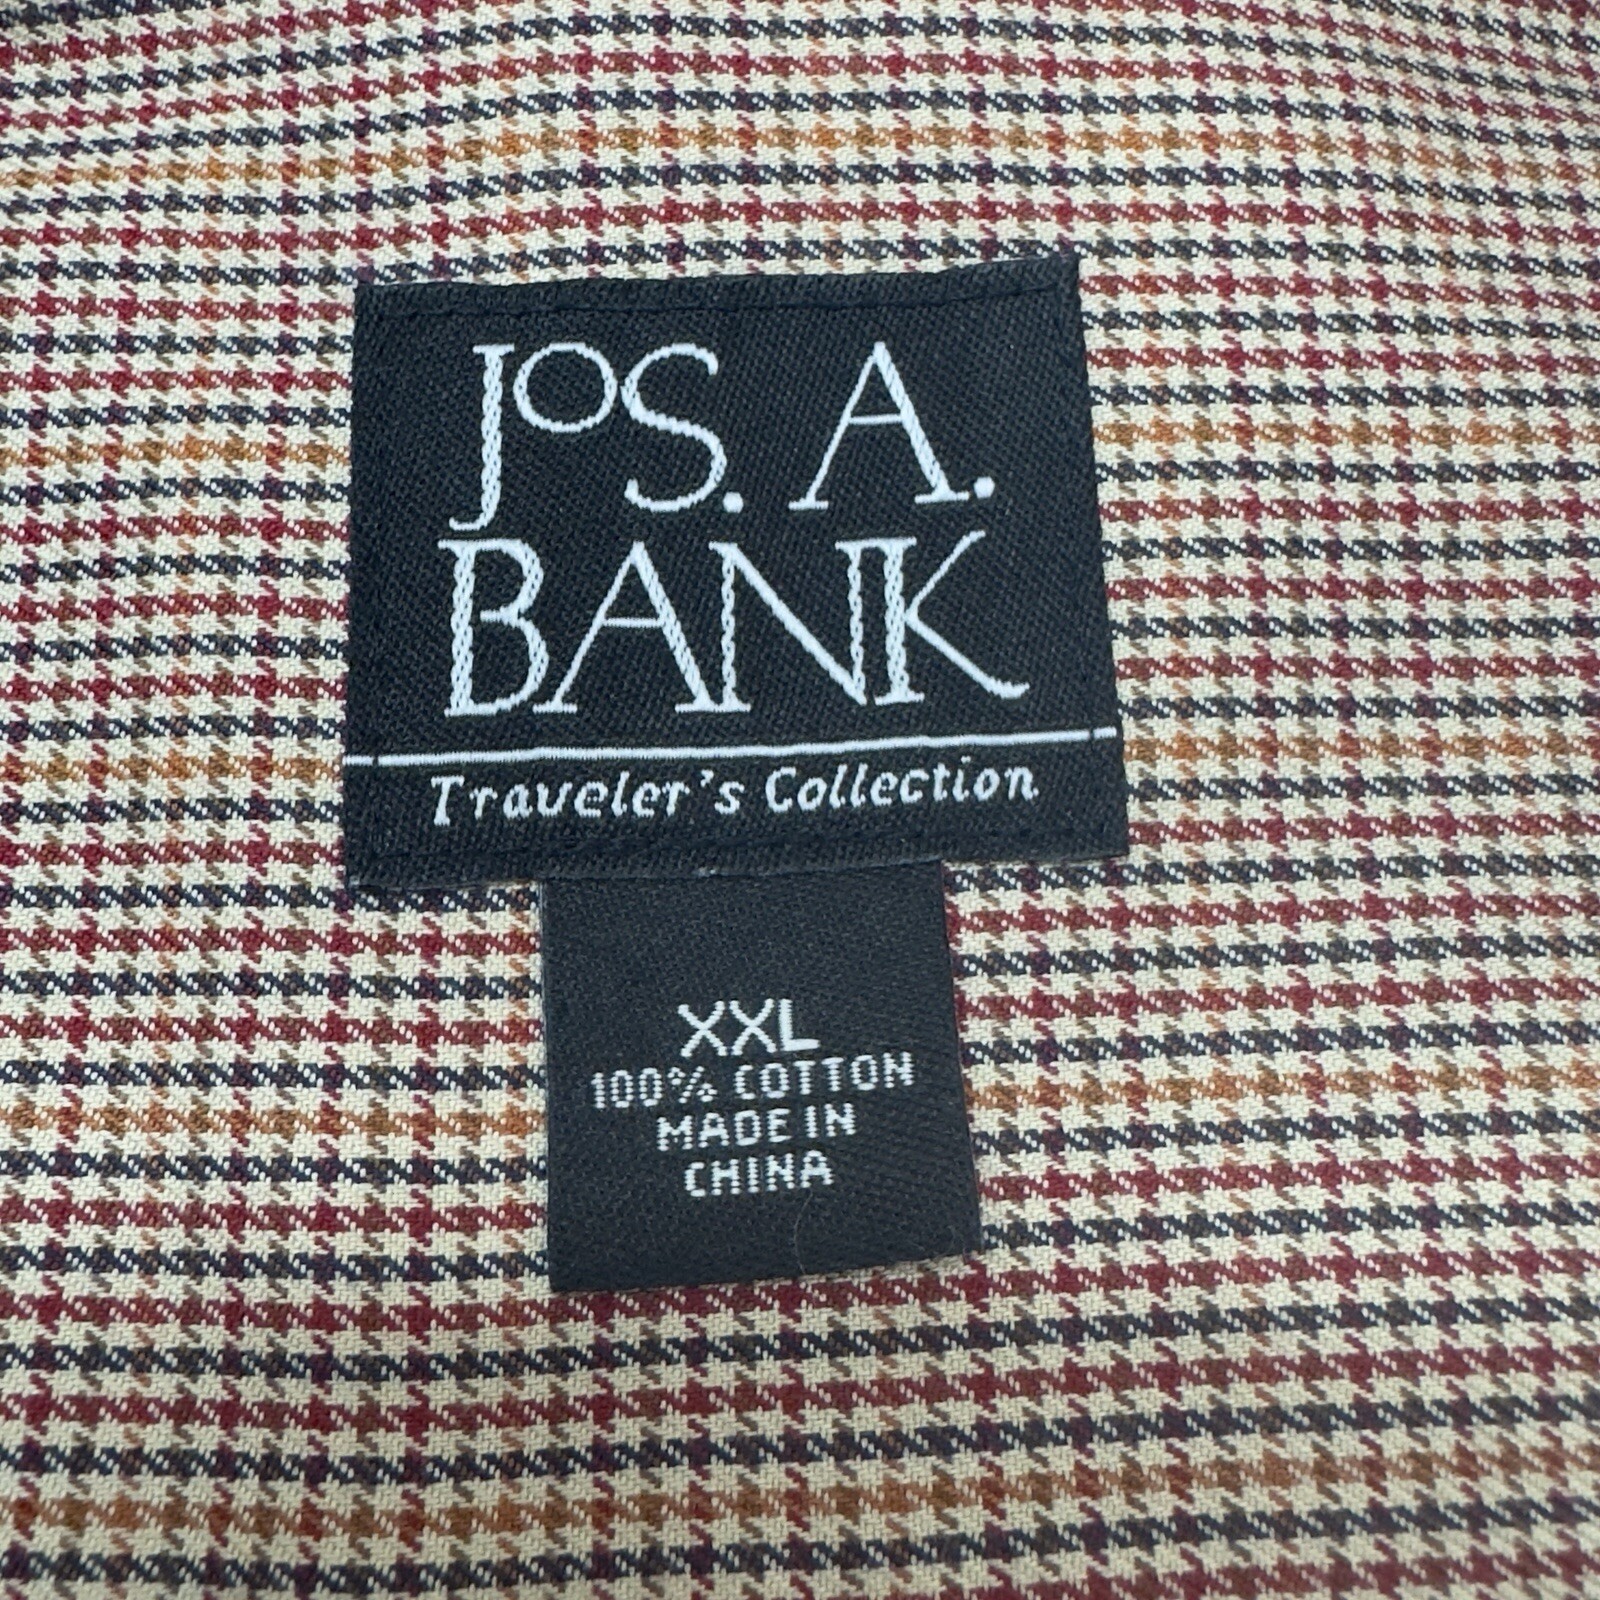 JoS. A.
BANK
Traveler's Collection
XXL
100% COTTON
MADE IN
CHINA